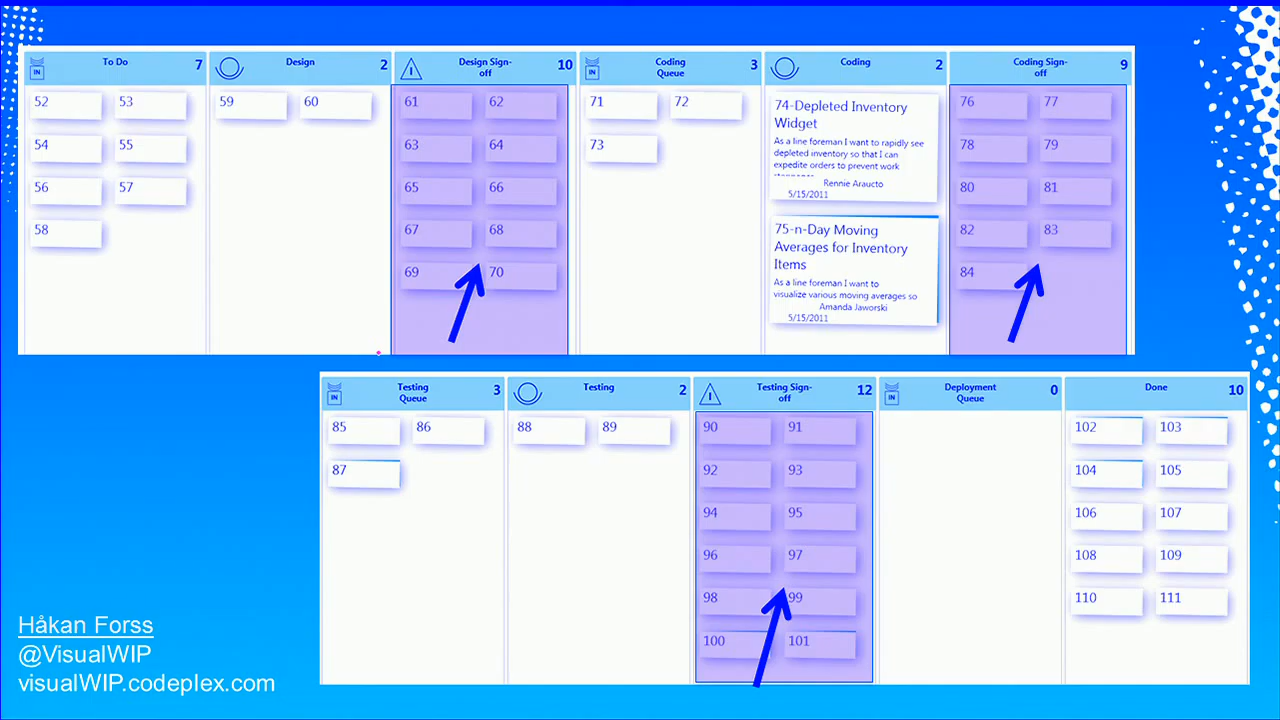 To Do 7
Design 2
Design Sign-off 10
Coding Queue 3
Coding 2
Coding Sign-off 9
IN
IN
52 53
54 55
56 57
58
59 60
61 62
63 64
65 66
67 68
69 70
71 72
73
74-Depleted Inventory
Widget
As a line foreman I want to rapidly see
depleted inventory so that I can
expedite orders to prevent work
Rennie Araucto
5/15/2011
75-n-Day Moving
Averages for Inventory
Items
As a line foreman I want to
visualize various moving averages so
Amanda Jaworski
5/15/2011
76 77
78 79
80 81
82 83
84
Testing Queue 3
Testing 2
Testing Sign-off 12
Deployment Queue 0
Done 10
IN
IN
85 86
87
88 89
90 91
92 93
94 95
96 97
98 99
100 101
102 103
104 105
106 107
108 109
110 111
Håkan Forss
@VisualWIP
visualWIP.codeplex.com